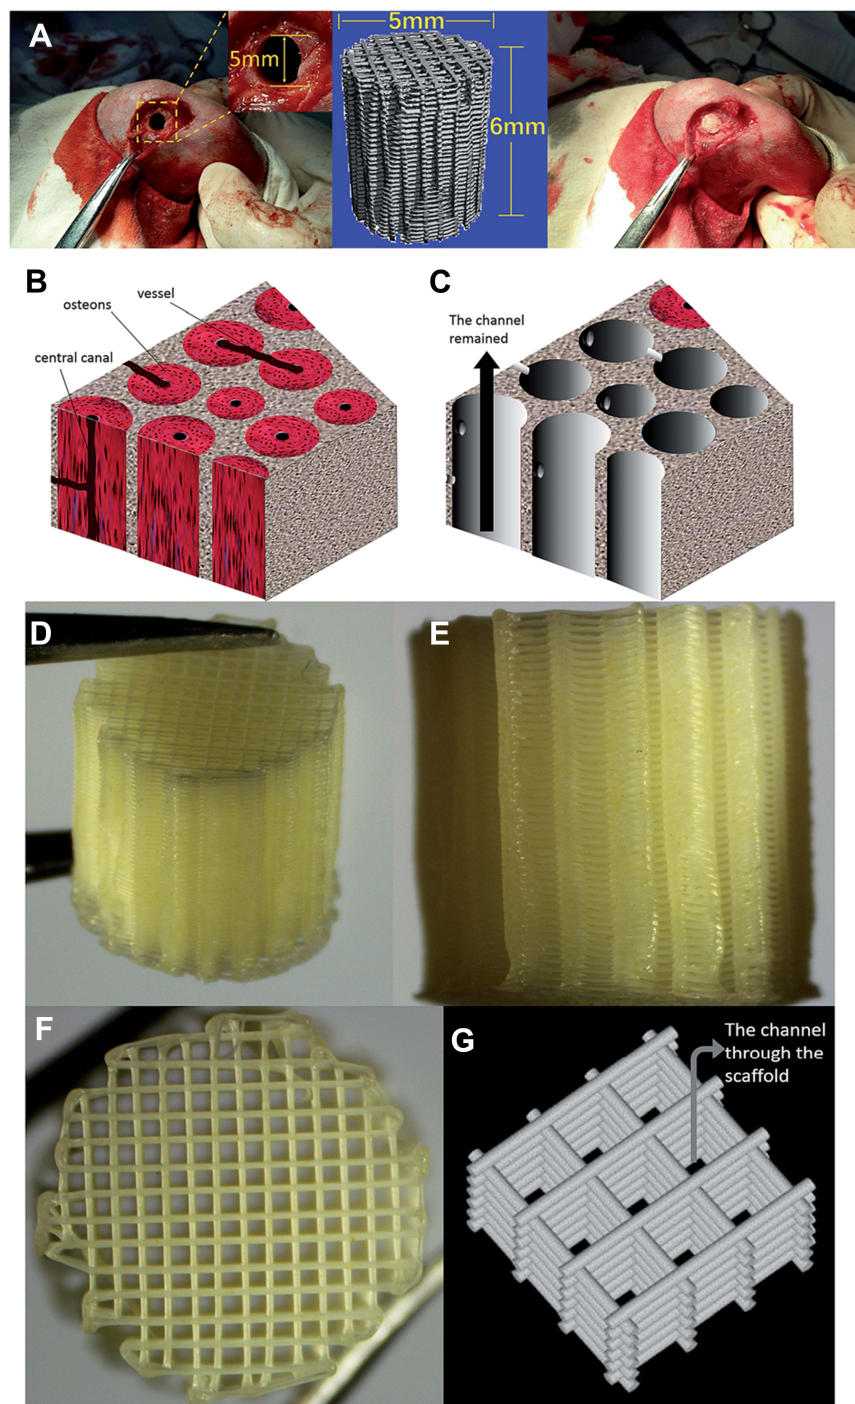 A
5mm
5mm
6mm
B
osteons
vessel
central canal
C
The channel
remained
D
E
F
G
The channel
through the
scaffold